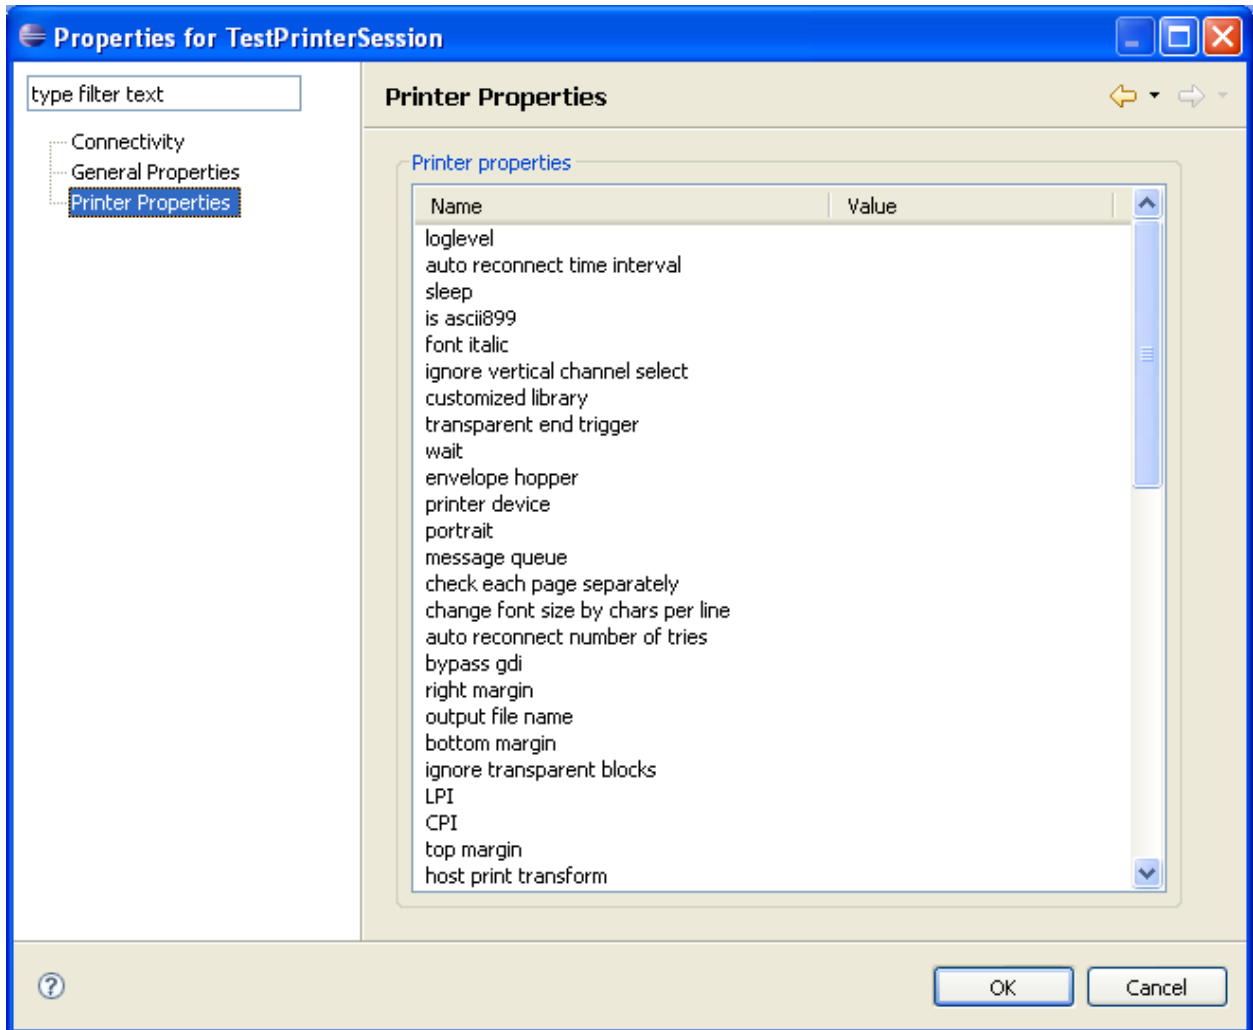 Properties for TestPrinterSession
type filter text
Connectivity
General Properties
Printer Properties
Printer Properties
Printer properties
Name Value
loglevel
auto reconnect time interval
sleep
is ascii899
font italic
ignore vertical channel select
customized library
transparent end trigger
wait
envelope hopper
printer device
portrait
message queue
check each page separately
change font size by chars per line
auto reconnect number of tries
bypass gdi
right margin
output file name
bottom margin
ignore transparent blocks
LPI
CPI
top margin
host print transform
?
OK Cancel